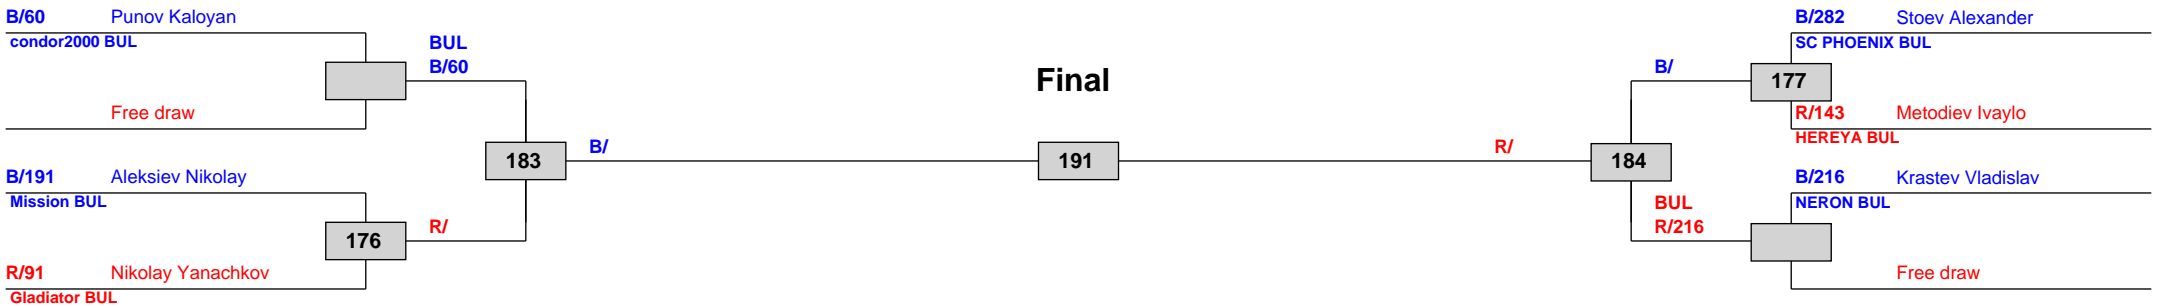 B/60 Punov Kaloyan
condor2000 BUL
BUL
B/60
Free draw
183
B/
B/191 Aleksiev Nikolay
Mission BUL
176
R/
R/91 Nikolay Yanachkov
Gladiator BUL
Final
191
B/282 Stoev Alexander
SC PHOENIX BUL
B/
177
R/143 Metodiev Ivaylo
HEREYA BUL
R/
184
B/216 Krastev Vladislav
NERON BUL
BUL
R/216
Free draw